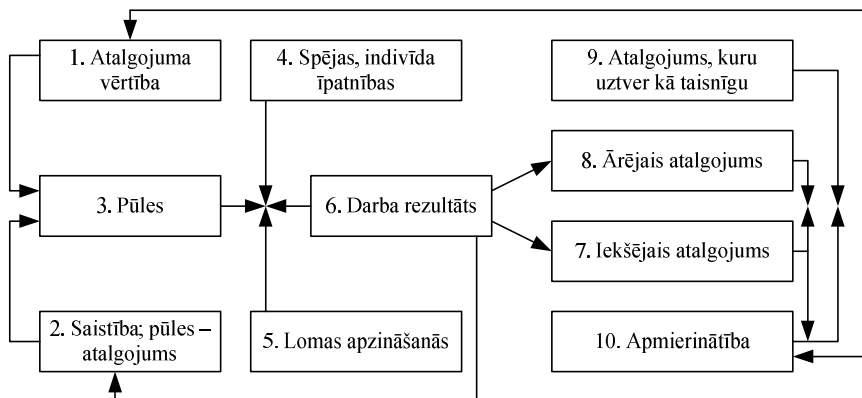 1. Atalgojuma
vērtība
4. Spējas, indivīda
īpatnības
9. Atalgojums, kuru
uztver kā taisnīgu
3. Pūles
6. Darba rezultāts
8. Ārējais atalgojums
7. Iekšējais atalgojums
2. Saistība; pūles –
atalgojums
5. Lomas apzināšanās
10. Apmierinātība